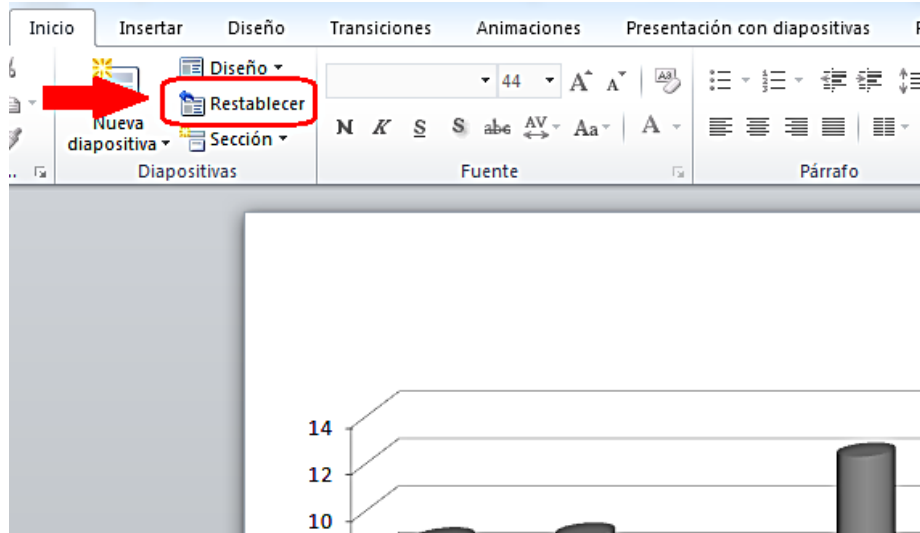 Inicio Insertar Diseño Transiciones Animaciones Presentación con diapositivas
Diseño
Restablecer
Nueva
diapositiva
Sección
44 A A Aa
N K S S abc AV Aa A
Diapositivas Fuente Párrafo
14
12
10